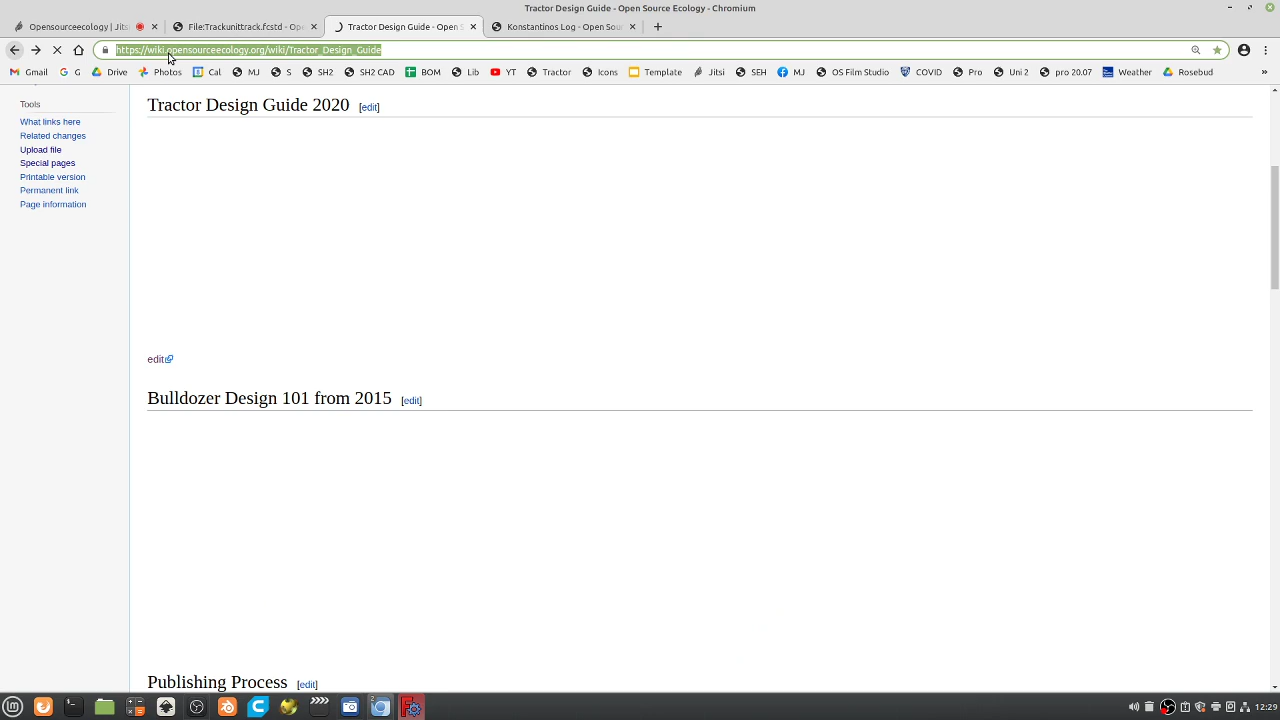 Tractor Design Guide - Open Source Ecology - Chromium
Opensourceecology | Jitsi
File:Trackunittrack.fcstd - Ope
Tractor Design Guide - Open S
Konstantinos Log - Open Sou
https://wiki.opensourceecology.org/wiki/Tractor_Design_Guide
Gmail G Drive Photos Cal MJ S SH2 SH2 CAD BOM Lib YT Tractor Icons Template Jitsi SEH MJ OS Film Studio COVID Pro Uni 2 pro 20.07 Weather Rosebud »
Tools
What links here
Related changes
Upload file
Special pages
Printable version
Permanent link
Page information
Tractor Design Guide 2020 [edit]
edit
Bulldozer Design 101 from 2015 [edit]
Publishing Process [edit]
12:29